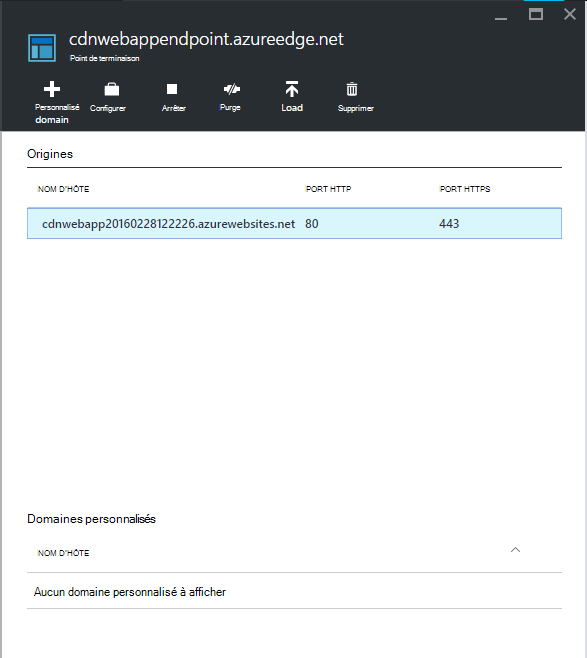 cdnwebappendpoint.azureedge.net
Point de terminaison
Personnalisé Configurer Arrêter Purge Load Supprimer
domain
Origines
NOM D'HÔTE PORT HTTP PORT HTTPS
cdnwebapp20160228122226.azurewebsites.net 80 443
Domaines personnalisés
NOM D'HÔTE
Aucun domaine personnalisé à afficher